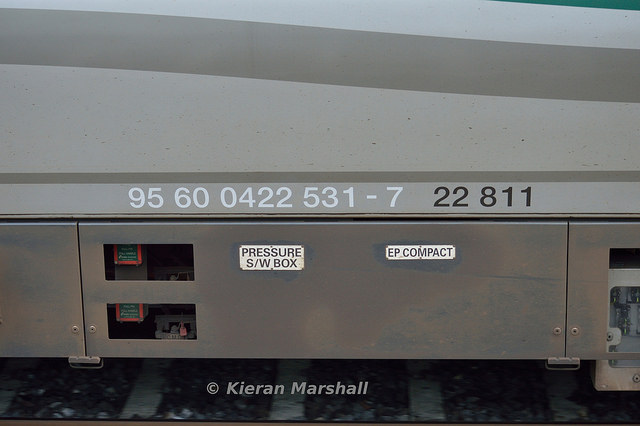 95 60 0422 531 - 7 22 811
PRESSURE
S/W BOX
EP COMPACT
© Kieran Marshall